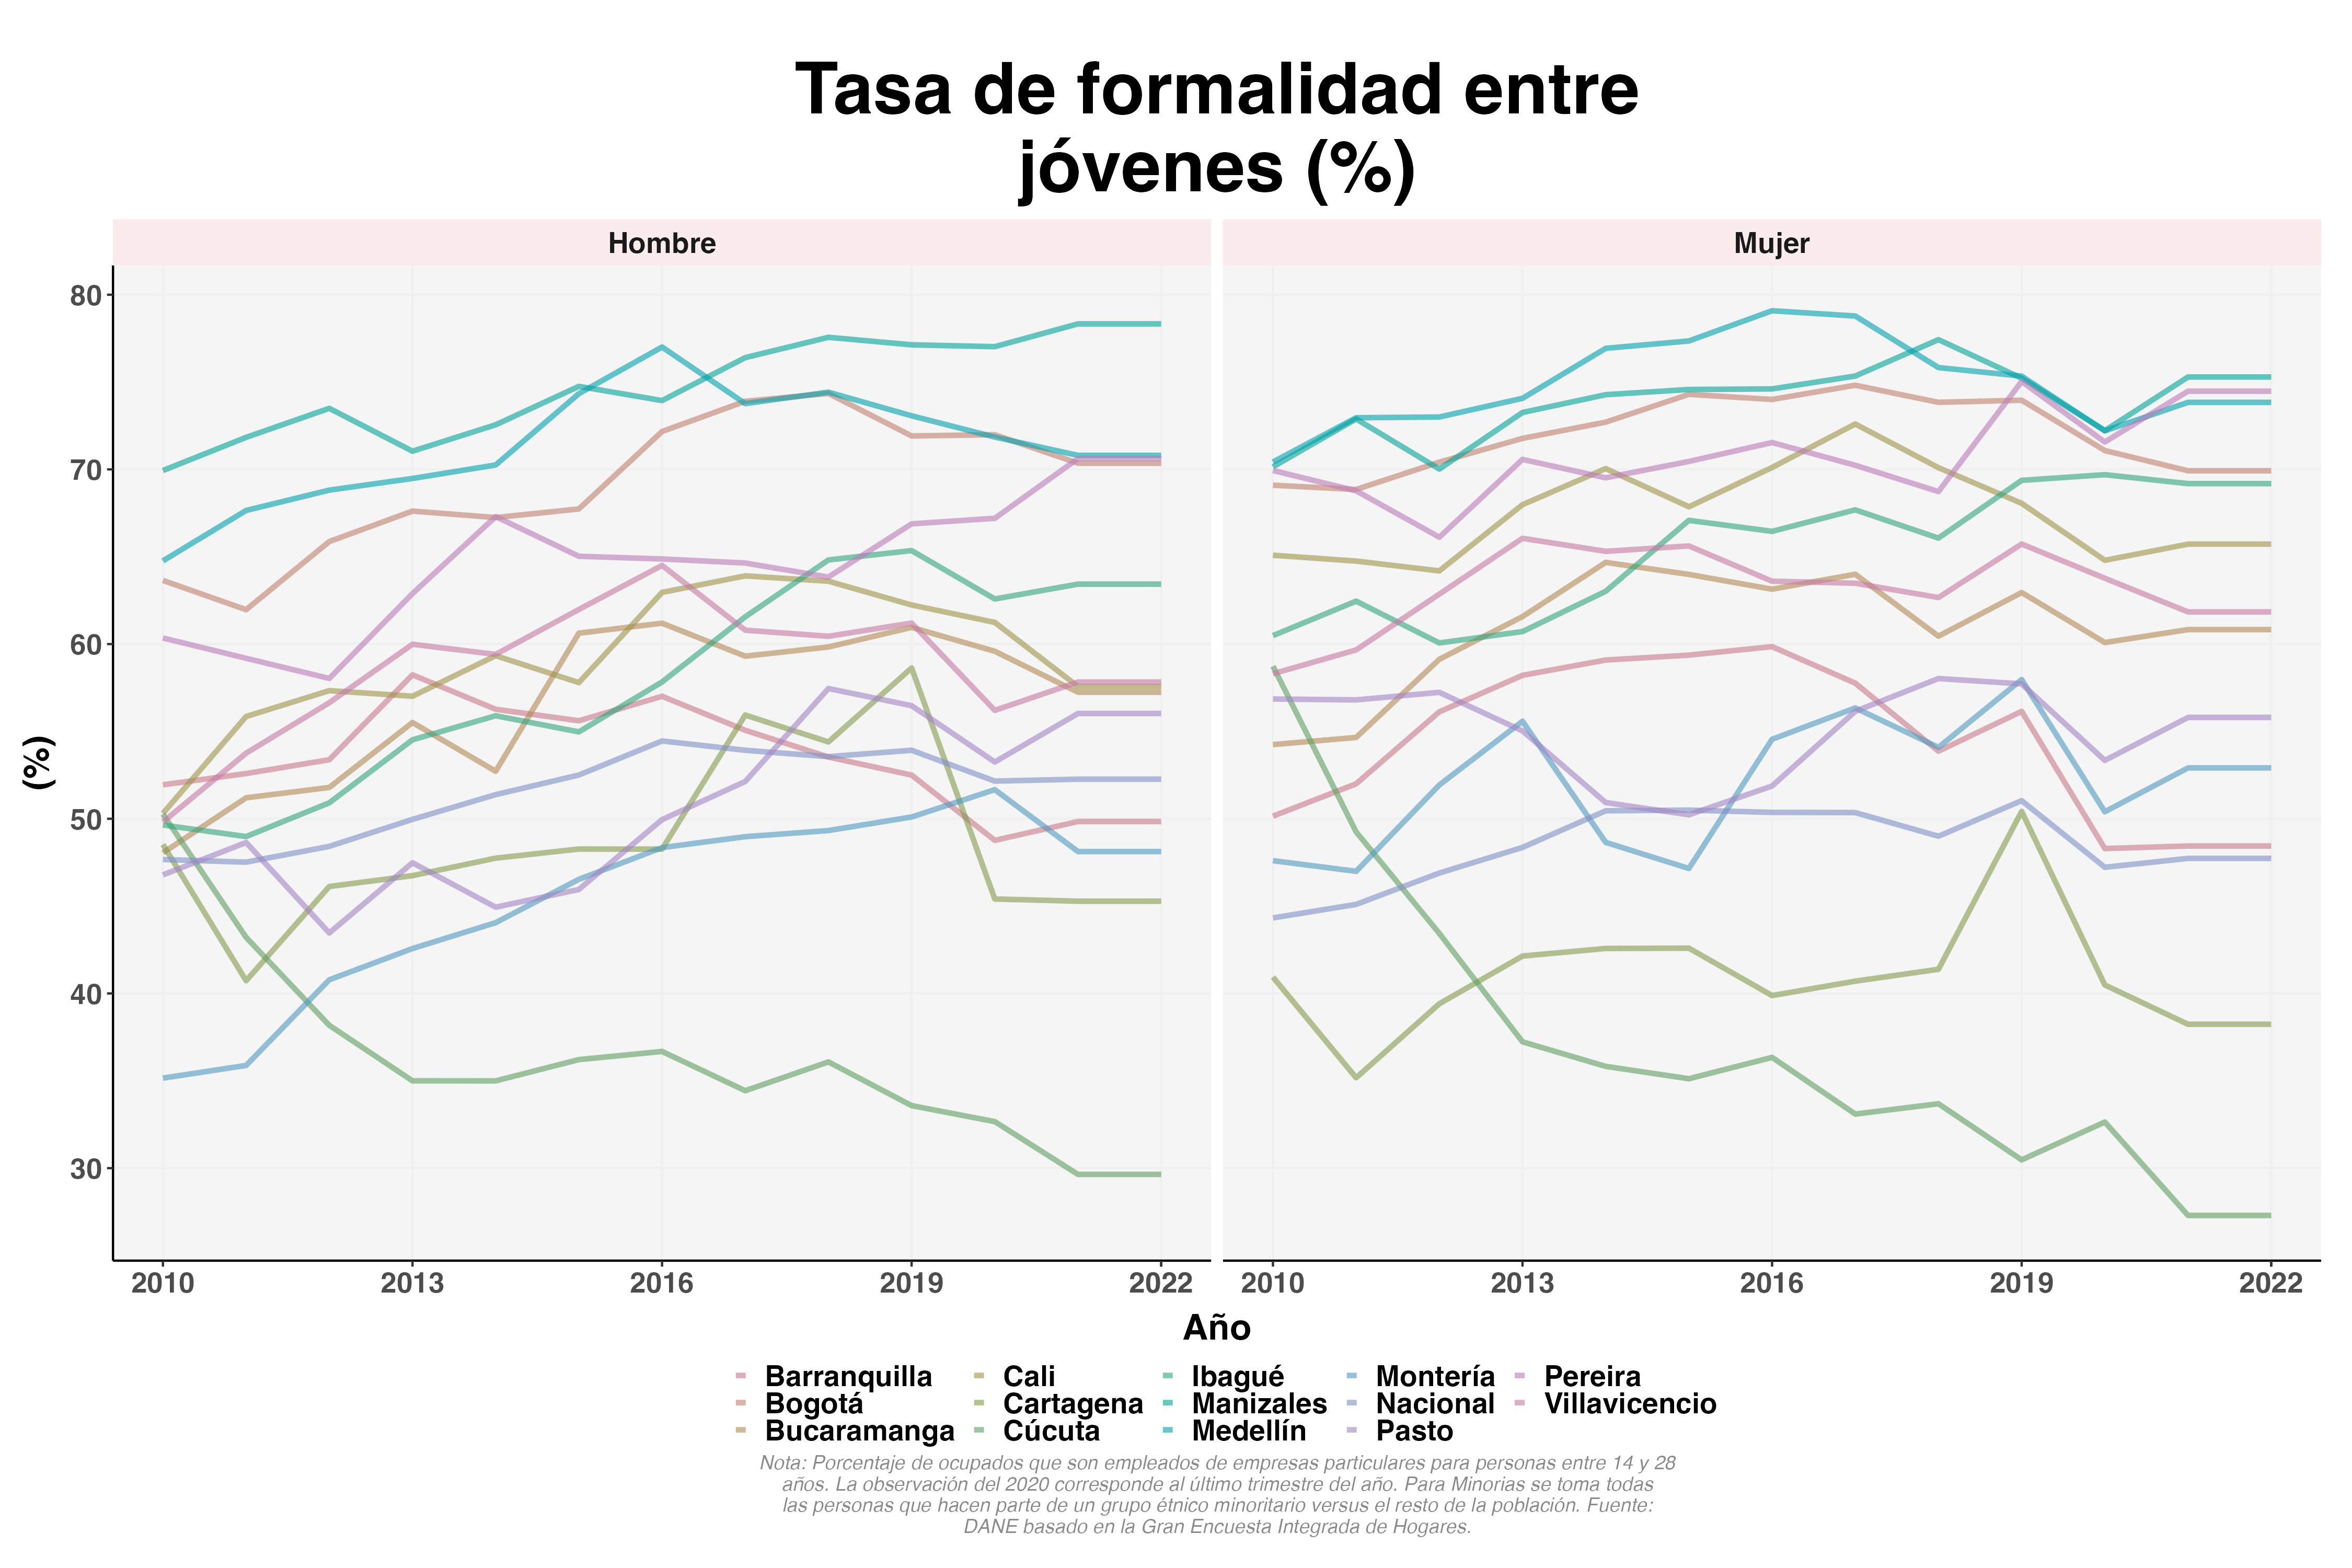 Tasa de formalidad entre
jóvenes (%)
Hombre
Mujer
80
70
60
50
40
30
(%)
2010 2013 2016 2019 2022
2010 2013 2016 2019 2022
Año
Barranquilla Cali Ibagué Montería Pereira
Bogotá Cartagena Manizales Nacional Villavicencio
Bucaramanga Cúcuta Medellín Pasto
Nota: Porcentaje de ocupados que son empleados de empresas particulares para personas entre 14 y 28
años. La observación del 2020 corresponde al último trimestre del año. Para Minorias se toma todas
las personas que hacen parte de un grupo étnico minoritario versus el resto de la población. Fuente:
DANE basado en la Gran Encuesta Integrada de Hogares.